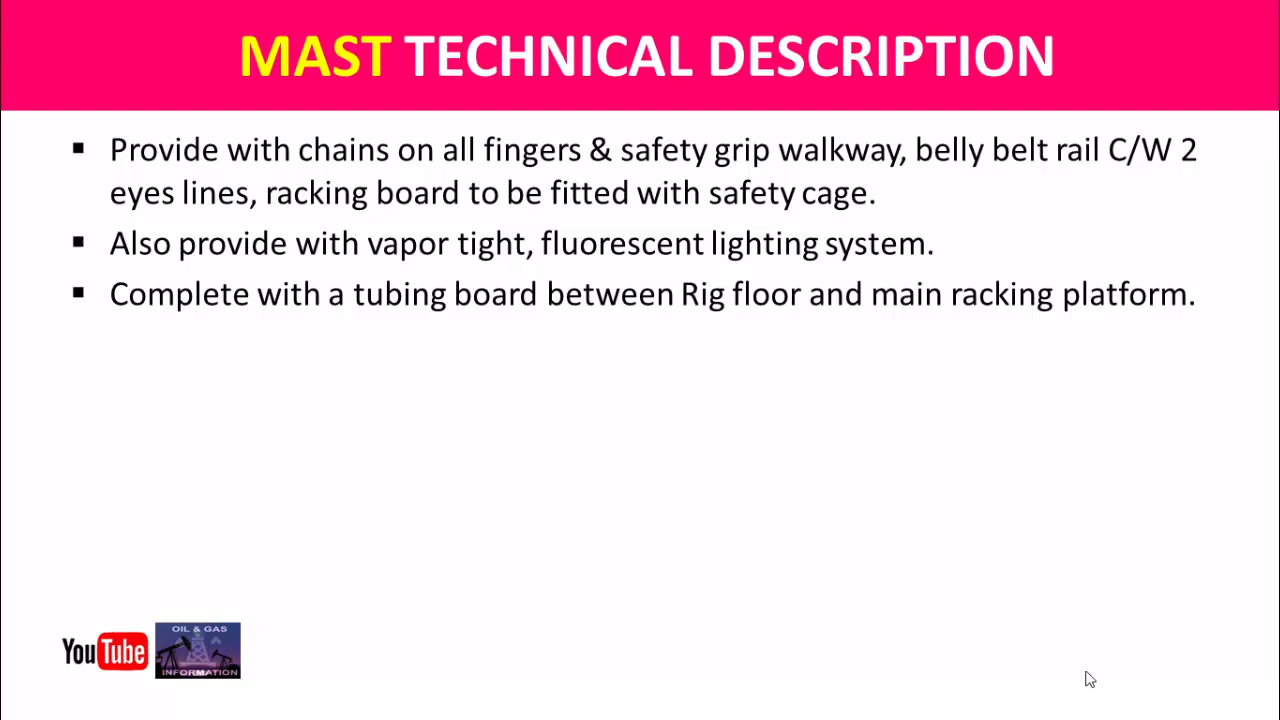 MAST TECHNICAL DESCRIPTION
▪ Provide with chains on all fingers & safety grip walkway, belly belt rail C/W 2
eyes lines, racking board to be fitted with safety cage.
▪ Also provide with vapor tight, fluorescent lighting system.
▪ Complete with a tubing board between Rig floor and main racking platform.
YouTube
OIL & GAS
INFORMATION